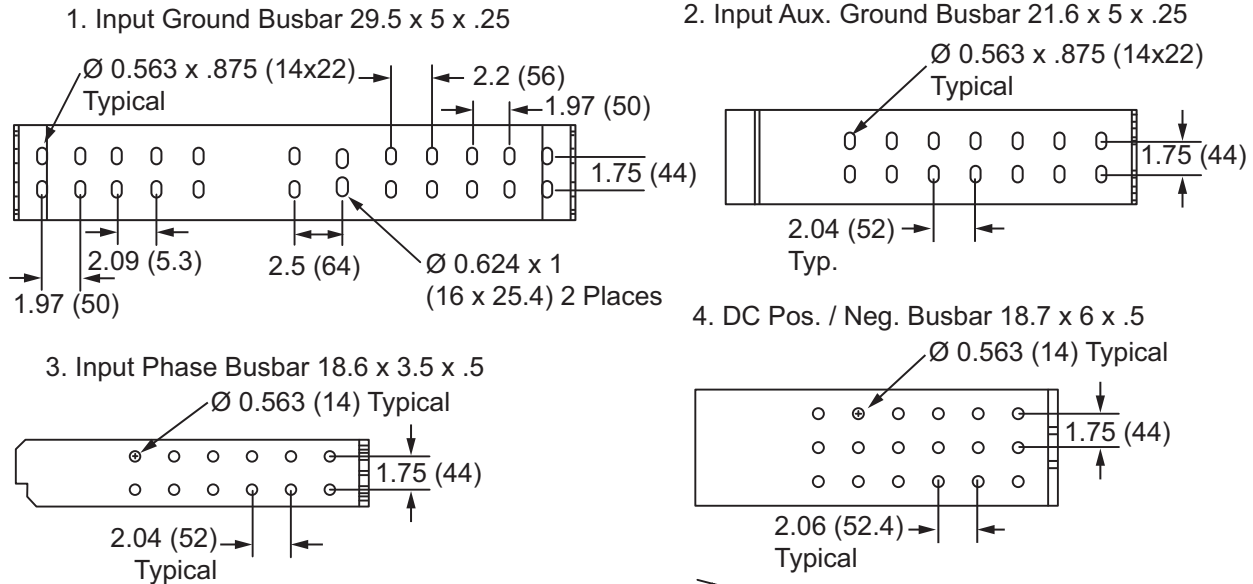 1. Input Ground Busbar 29.5 x 5 x .25
Ø 0.563 x .875 (14x22)
Typical
2.2 (56)
1.97 (50)
1.75 (44)
2.09 (5.3)
2.5 (64)
1.97 (50)
Ø 0.624 x 1
(16 x 25.4) 2 Places
2. Input Aux. Ground Busbar 21.6 x 5 x .25
Ø 0.563 x .875 (14x22)
Typical
1.75 (44)
2.04 (52)
Typ.
3. Input Phase Busbar 18.6 x 3.5 x .5
Ø 0.563 (14) Typical
1.75 (44)
2.04 (52)
Typical
4. DC Pos. / Neg. Busbar 18.7 x 6 x .5
Ø 0.563 (14) Typical
1.75 (44)
2.06 (52.4)
Typical